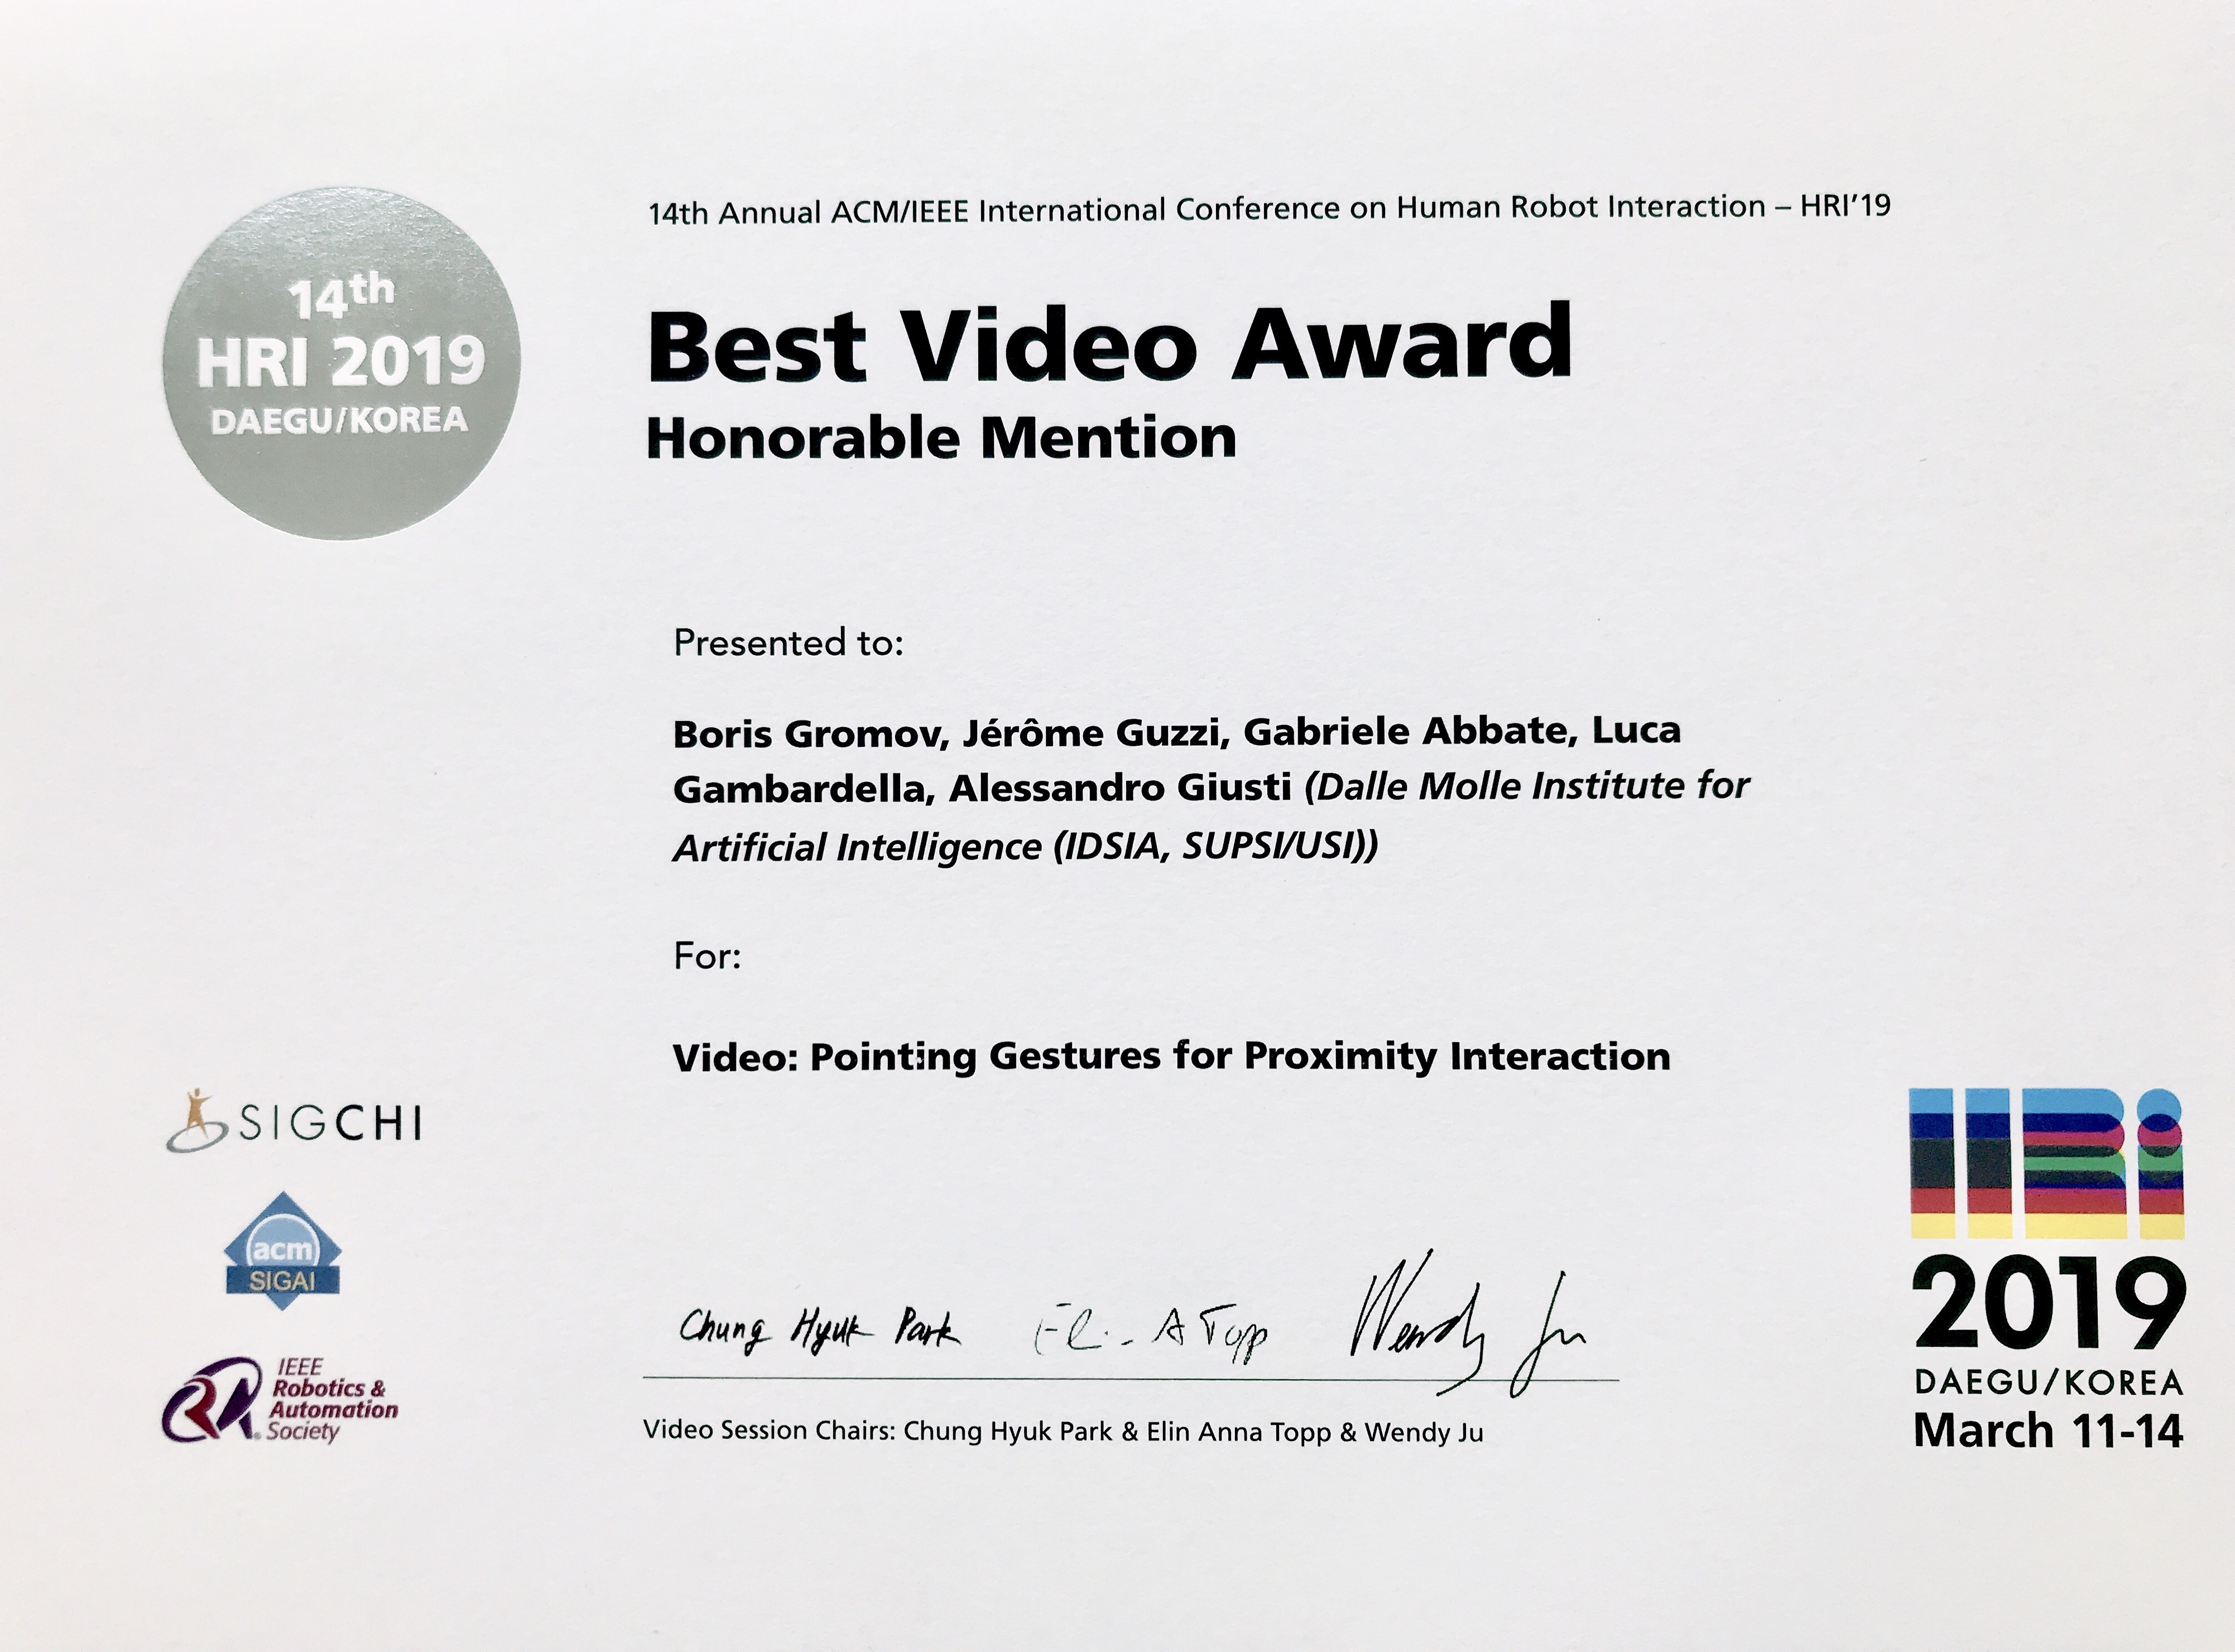 14th Annual ACM/IEEE International Conference on Human Robot Interaction – HRI'19
14th
HRI 2019
DAEGU/KOREA
Best Video Award
Honorable Mention
Presented to:
Boris Gromov, Jérôme Guzzi, Gabriele Abbate, Luca
Gambardella, Alessandro Giusti (Dalle Molle Institute for
Artificial Intelligence (IDSIA, SUPSI/USI))
For:
Video: Pointing Gestures for Proximity Interaction
SIGCHI
acm
SIGAI
IEEE
Robotics &
Automation
Society
Chung Hyuk Park Eli- A Topp Wendy Ju
Video Session Chairs: Chung Hyuk Park & Elin Anna Topp & Wendy Ju
HRi
2019
DAEGU/KOREA
March 11-14